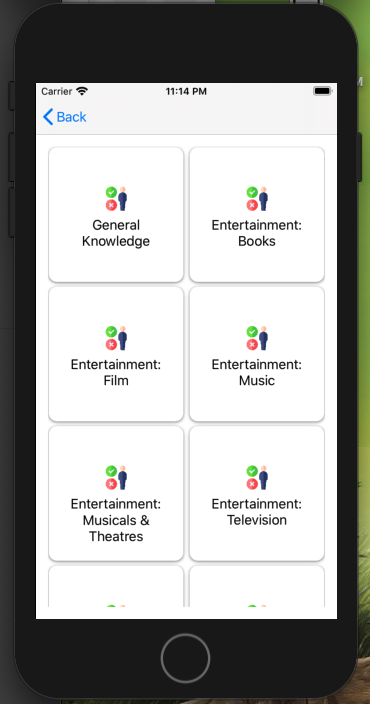 Carrier 11:14 PM
Back
General
Knowledge
Entertainment:
Books
Entertainment:
Film
Entertainment:
Music
Entertainment:
Musicals &
Theatres
Entertainment:
Television
M